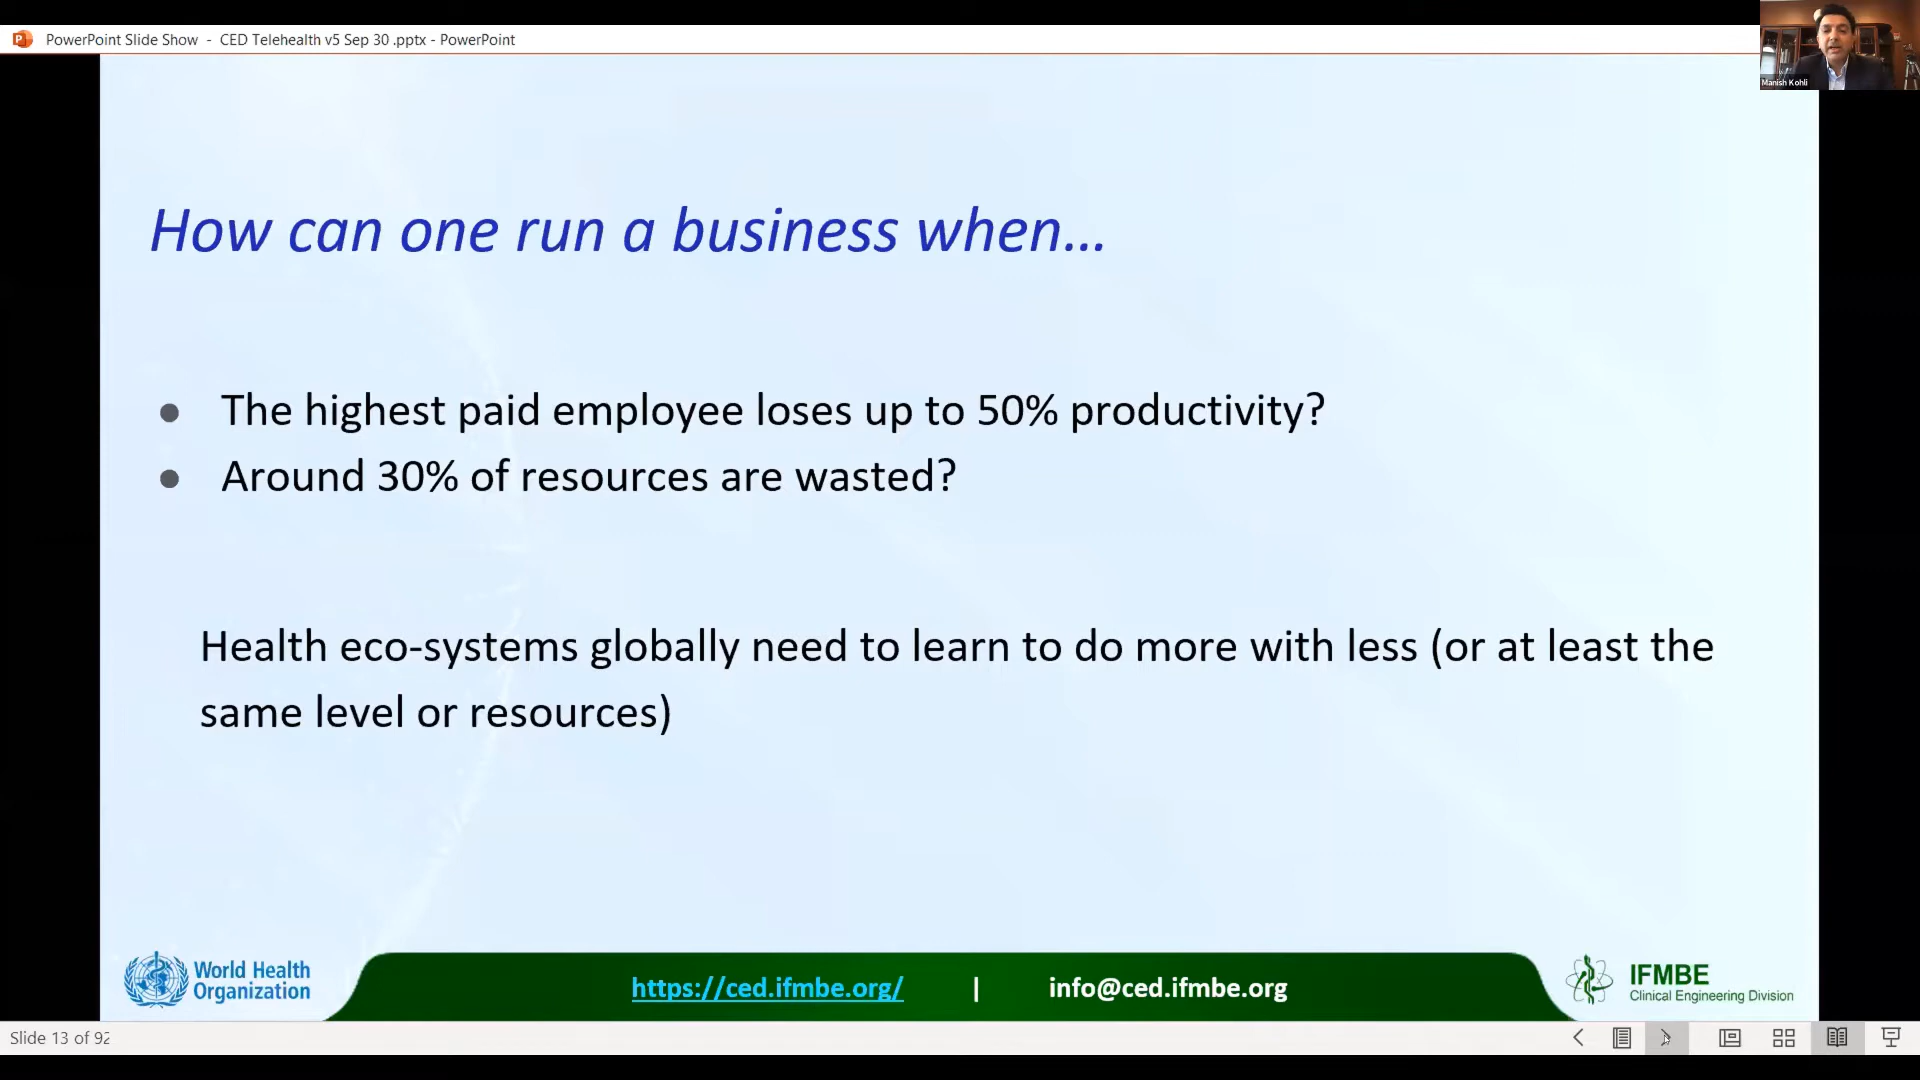 PowerPoint Slide Show - CED Telehealth v5 Sep 30 .pptx - PowerPoint
Manish Kohli
How can one run a business when...
● The highest paid employee loses up to 50% productivity?
● Around 30% of resources are wasted?
Health eco-systems globally need to learn to do more with less (or at least the
same level or resources)
World Health
Organization
https://ced.ifmbe.org/ | info@ced.ifmbe.org
IFMBE
Clinical Engineering Division
Slide 13 of 92